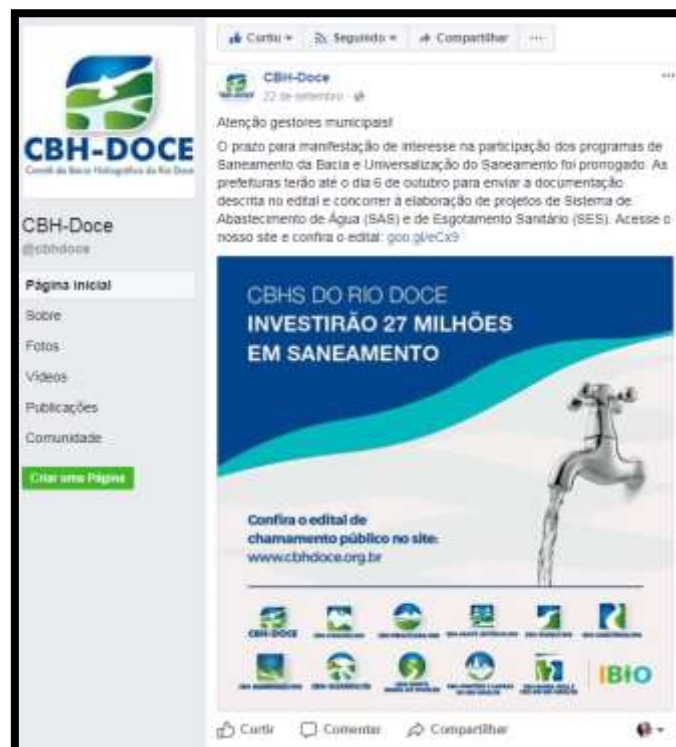 Curtiu
Seguindo
Compartilhar
CBH-DOCE
Comitê da Bacia Hidrográfica do Rio Doce
CBH-Doce
@cbhdoce
Página inicial
Sobre
Fotos
Vídeos
Publicações
Comunidade
Criar uma Página
CBH-Doce
22 de setembro
Atenção gestores municipais!
O prazo para manifestação de interesse na participação dos programas de
Saneamento da Bacia e Universalização do Saneamento foi prorrogado. As
prefeituras terão até o dia 6 de outubro para enviar a documentação
descrita no edital e concorrer à elaboração de projetos de Sistema de
Abastecimento de Água (SAS) e de Esgotamento Sanitário (SES). Acesse o
nosso site e confira o edital: goo.gl/eCx9
CBHS DO RIO DOCE
INVESTIRÃO 27 MILHÕES
EM SANEAMENTO
Confira o edital de
chamamento público no site:
www.cbhdoce.org.br
CBH-DOCE
IBIO
Curtir
Comentar
Compartilhar